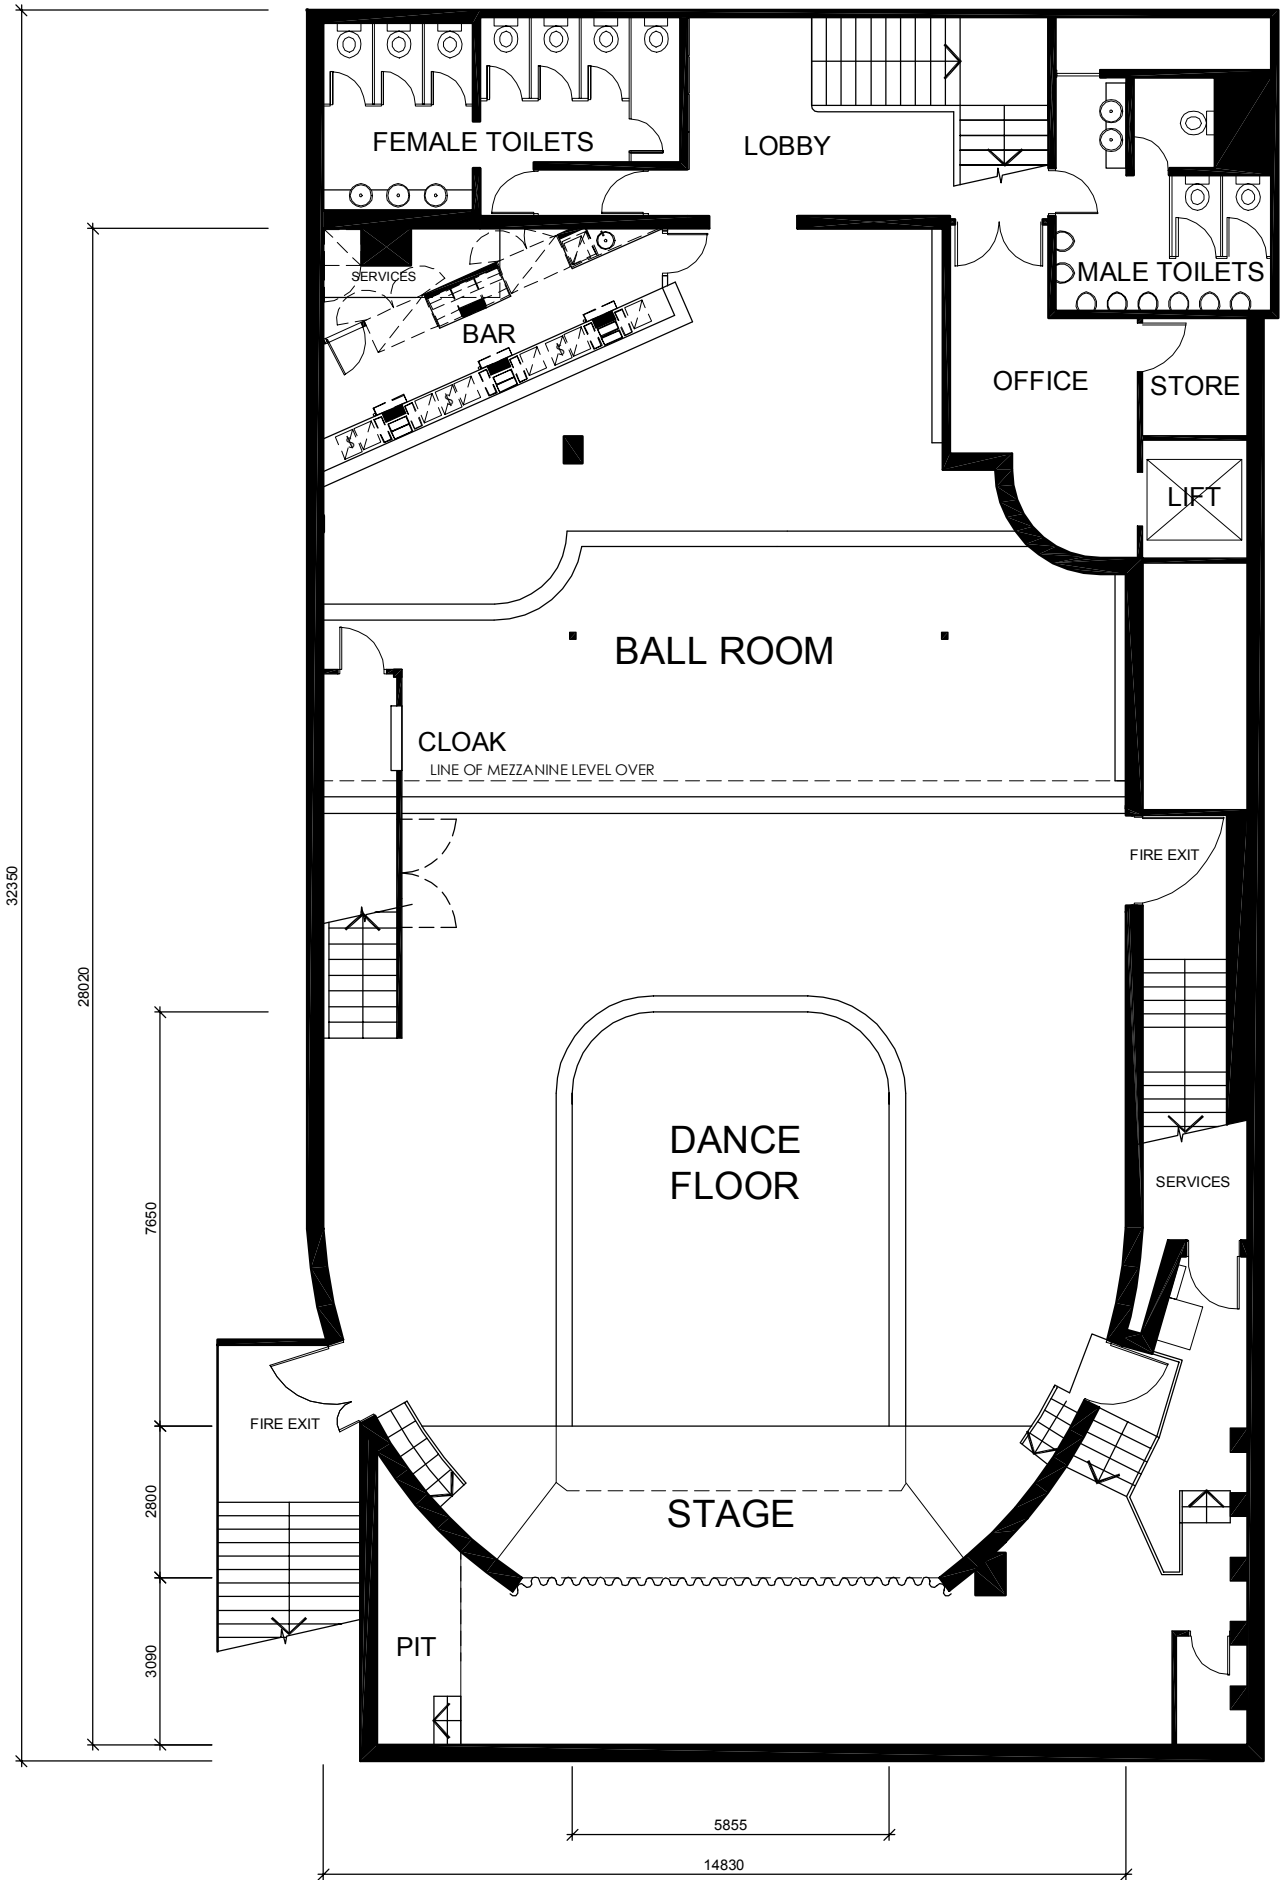 FEMALE TOILETS
LOBBY
SERVICES
MALE TOILETS
BAR
OFFICE
STORE
LIFT
BALL ROOM
CLOAK
LINE OF MEZZANINE LEVEL OVER
FIRE EXIT
32350
28020
DANCE
FLOOR
SERVICES
7650
FIRE EXIT
2800
STAGE
PIT
3090
5855
14830